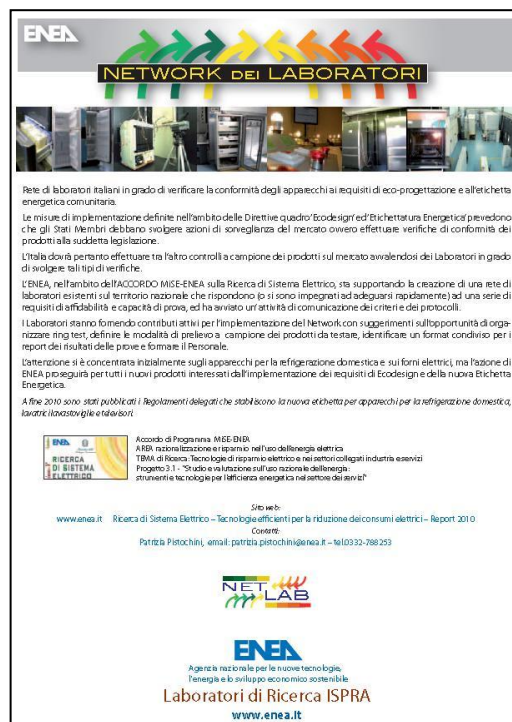 ENEA
NETWORK DEI LABORATORI
Rete di laboratori italiani in grado di verificare la conformità degli apparecchi ai requisiti di eco-progettazione e all'etichetta
energetica comunitaria.
Le misure di implementazione definite nell'ambito delle Direttive quadro 'Ecodesign' ed 'Etichettatura Energetica' prevedono
che gli Stati Membri debbano svolgere azioni di sorveglianza del mercato ovvero effettuare verifiche di conformità dei
prodotti alla suddetta legislazione.
L'Italia dovrà pertanto effettuare tra l'altro controlli a campione dei prodotti sul mercato avvalendosi dei Laboratori in grado
di svolgere tali tipi di verifiche.
L'ENEA, nell'ambito dell'ACCORDO MiSE-ENEA sulla Ricerca di Sistema Elettrico, sta supportando la creazione di una rete di
laboratori esistenti sul territorio nazionale che rispondono (o si sono impegnati ad adeguarsi rapidamente) ad una serie di
requisiti di affidabilità e capacità di prova, ed ha avviato un'attività di comunicazione dei criteri e dei protocolli.
I Laboratori stanno fornendo contributi attivi per l'implementazione del Network con suggerimenti sull'opportunità di orga-
nizzare ring test, definire le modalità di prelievo a campione dei prodotti da testare, identificare un format condiviso per i
report dei risultati delle prove e formare il Personale.
L'attenzione si è concentrata inizialmente sugli apparecchi per la refrigerazione domestica e sui forni elettrici, ma l'azione di
ENEA proseguirà per tutti i nuovi prodotti interessati dall'implementazione dei requisiti di Ecodesign e della nuova Etichetta
Energetica.
A fine 2010 sono stati pubblicati i Regolamenti delegati che stabiliscono la nuova etichetta per apparecchi per la refrigerazione domestica,
lavatrici lavastoviglie e televisori.
ENEA
RICERCA
DI SISTEMA
ELETTRICO
Accordo di Programma MiSE-ENEA
AREA razionalizzazione e risparmio nell'uso dell'energia elettrica
TEMA di Ricerca: Tecnologie di risparmio elettrico e nei settori collegati industria e servizi
Progetto 3.1 - "Studio e valutazione sull'uso razionale dell'energia:
strumenti e tecnologie per l'efficienza energetica nel settore dei servizi"
Sito web:
www.enea.it Ricerca di Sistema Elettrico – Tecnologie efficienti per la riduzione dei consumi elettrici – Report 2010
Contatti:
Patrizia Pistochini, email: patrizia.pistochini@enea.it – tel.0332-788253
NET
LAB
ENEA
Agenzia nazionale per le nuove tecnologie,
l'energia e lo sviluppo economico sostenibile
Laboratori di Ricerca ISPRA
www.enea.it